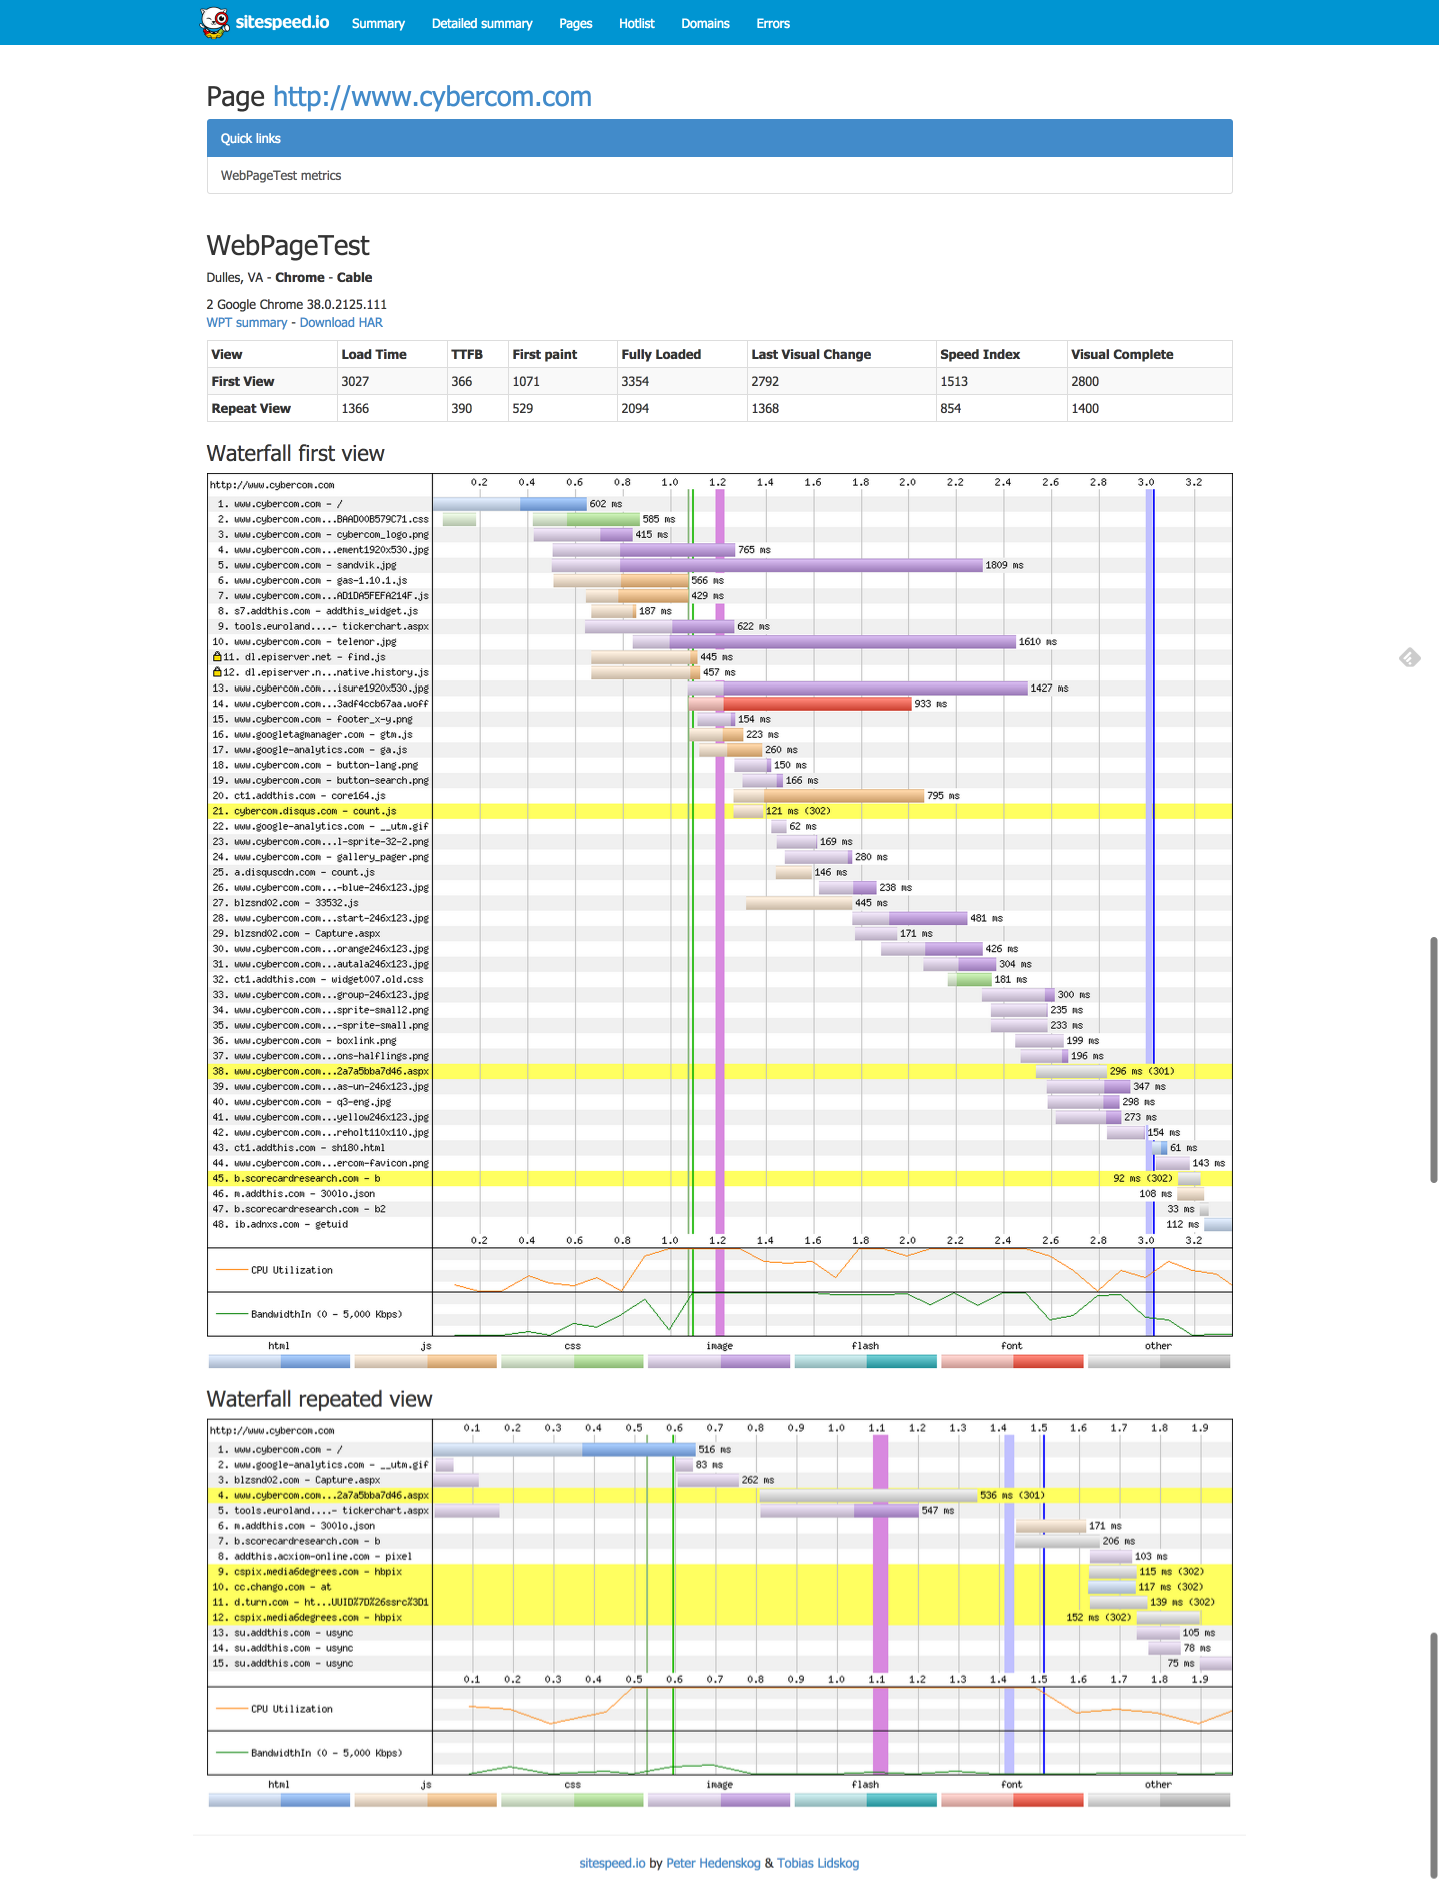 sitespeed.io Summary Detailed summary Pages Hotlist Domains Errors
Page http://www.cybercom.com
Quick links
WebPageTest metrics
WebPageTest
Dulles, VA - Chrome - Cable
2 Google Chrome 38.0.2125.111
WPT summary - Download HAR
View Load Time TTFB First paint Fully Loaded Last Visual Change Speed Index Visual Complete
First View 3027 366 1071 3354 2792 1513 2800
Repeat View 1366 390 529 2094 1368 854 1400
Waterfall first view
http://www.cybercom.com 0.2 0.4 0.6 0.8 1.0 1.2 1.4 1.6 1.8 2.0 2.2 2.4 2.6 2.8 3.0 3.2
1. www.cybercom.com - / 602 ms
2. www.cybercom.com...BAAD00B579C71.css 585 ms
3. www.cybercom.com - cybercom_logo.png 415 ms
4. www.cybercom.com...ement1920x530.jpg 765 ms
5. www.cybercom.com - sandvik.jpg 1809 ms
6. www.cybercom.com - gas-1.10.1.js 566 ms
7. www.cybercom.com...AD1DA5FEFA214F.js 429 ms
8. s7.addthis.com - addthis_widget.js 187 ms
9. tools.euroland....- tickerchart.aspx 622 ms
10. www.cybercom.com - telenor.jpg 1610 ms
11. dl.episerver.net - find.js 445 ms
12. dl.episerver.n...native.history.js 457 ms
13. www.cybercom.com...isure1920x530.jpg 1427 ms
14. www.cybercom.com...3adf4ccb67aa.woff 933 ms
15. www.cybercom.com - footer_x-y.png 154 ms
16. www.googletagmanager.com - gtm.js 223 ms
17. www.google-analytics.com - ga.js 260 ms
18. www.cybercom.com - button-lang.png 150 ms
19. www.cybercom.com - button-search.png 166 ms
20. ct1.addthis.com - core164.js 795 ms
21. cybercom.disqus.com - count.js 121 ms (302)
22. www.google-analytics.com - __utm.gif 62 ms
23. www.cybercom.com...l-sprite-32-2.png 169 ms
24. www.cybercom.com - gallery_pager.png 280 ms
25. a.disquscdn.com - count.js 146 ms
26. www.cybercom.com...-blue-246x123.jpg 238 ms
27. blzsnd02.com - 33532.js 445 ms
28. www.cybercom.com...start-246x123.jpg 481 ms
29. blzsnd02.com - Capture.aspx 171 ms
30. www.cybercom.com...orange246x123.jpg 426 ms
31. www.cybercom.com...autala246x123.jpg 304 ms
32. ct1.addthis.com - widget007.old.css 181 ms
33. www.cybercom.com...group-246x123.jpg 300 ms
34. www.cybercom.com...sprite-small2.png 235 ms
35. www.cybercom.com...-sprite-small.png 233 ms
36. www.cybercom.com - boxlink.png 199 ms
37. www.cybercom.com...ons-halflings.png 196 ms
38. www.cybercom.com...2a7a5bba7d46.aspx 296 ms (301)
39. www.cybercom.com...as-un-246x123.jpg 347 ms
40. www.cybercom.com - q3-eng.jpg 298 ms
41. www.cybercom.com...yellow246x123.jpg 273 ms
42. www.cybercom.com...reholt110x110.jpg 154 ms
43. ct1.addthis.com - sh180.html 61 ms
44. www.cybercom.com...ercom-favicon.png 143 ms
45. b.scorecardresearch.com - b 92 ms (302)
46. m.addthis.com - 300lo.json 108 ms
47. b.scorecardresearch.com - b2 33 ms
48. ib.adnxs.com - getuid 112 ms
0.2 0.4 0.6 0.8 1.0 1.2 1.4 1.6 1.8 2.0 2.2 2.4 2.6 2.8 3.0 3.2
CPU Utilization
BandwidthIn (0 - 5,000 Kbps)
html js css image flash font other
Waterfall repeated view
http://www.cybercom.com 0.1 0.2 0.3 0.4 0.5 0.6 0.7 0.8 0.9 1.0 1.1 1.2 1.3 1.4 1.5 1.6 1.7 1.8 1.9
1. www.cybercom.com - / 516 ms
2. www.google-analytics.com - __utm.gif 83 ms
3. blzsnd02.com - Capture.aspx 262 ms
4. www.cybercom.com...2a7a5bba7d46.aspx 536 ms (301)
5. tools.euroland....- tickerchart.aspx 547 ms
6. m.addthis.com - 300lo.json 171 ms
7. b.scorecardresearch.com - b 206 ms
8. addthis.acxiom-online.com - pixel 103 ms
9. cspix.media6degrees.com - hbpix 115 ms (302)
10. cc.chango.com - at 117 ms (302)
11. d.turn.com - ht...UUID%7D%26ssrc%3D1 139 ms (302)
12. cspix.media6degrees.com - hbpix 152 ms (302)
13. su.addthis.com - usync 105 ms
14. su.addthis.com - usync 78 ms
15. su.addthis.com - usync 75 ms
0.1 0.2 0.3 0.4 0.5 0.6 0.7 0.8 0.9 1.0 1.1 1.2 1.3 1.4 1.5 1.6 1.7 1.8 1.9
CPU Utilization
BandwidthIn (0 - 5,000 Kbps)
html js css image flash font other
sitespeed.io by Peter Hedenskog & Tobias Lidskog